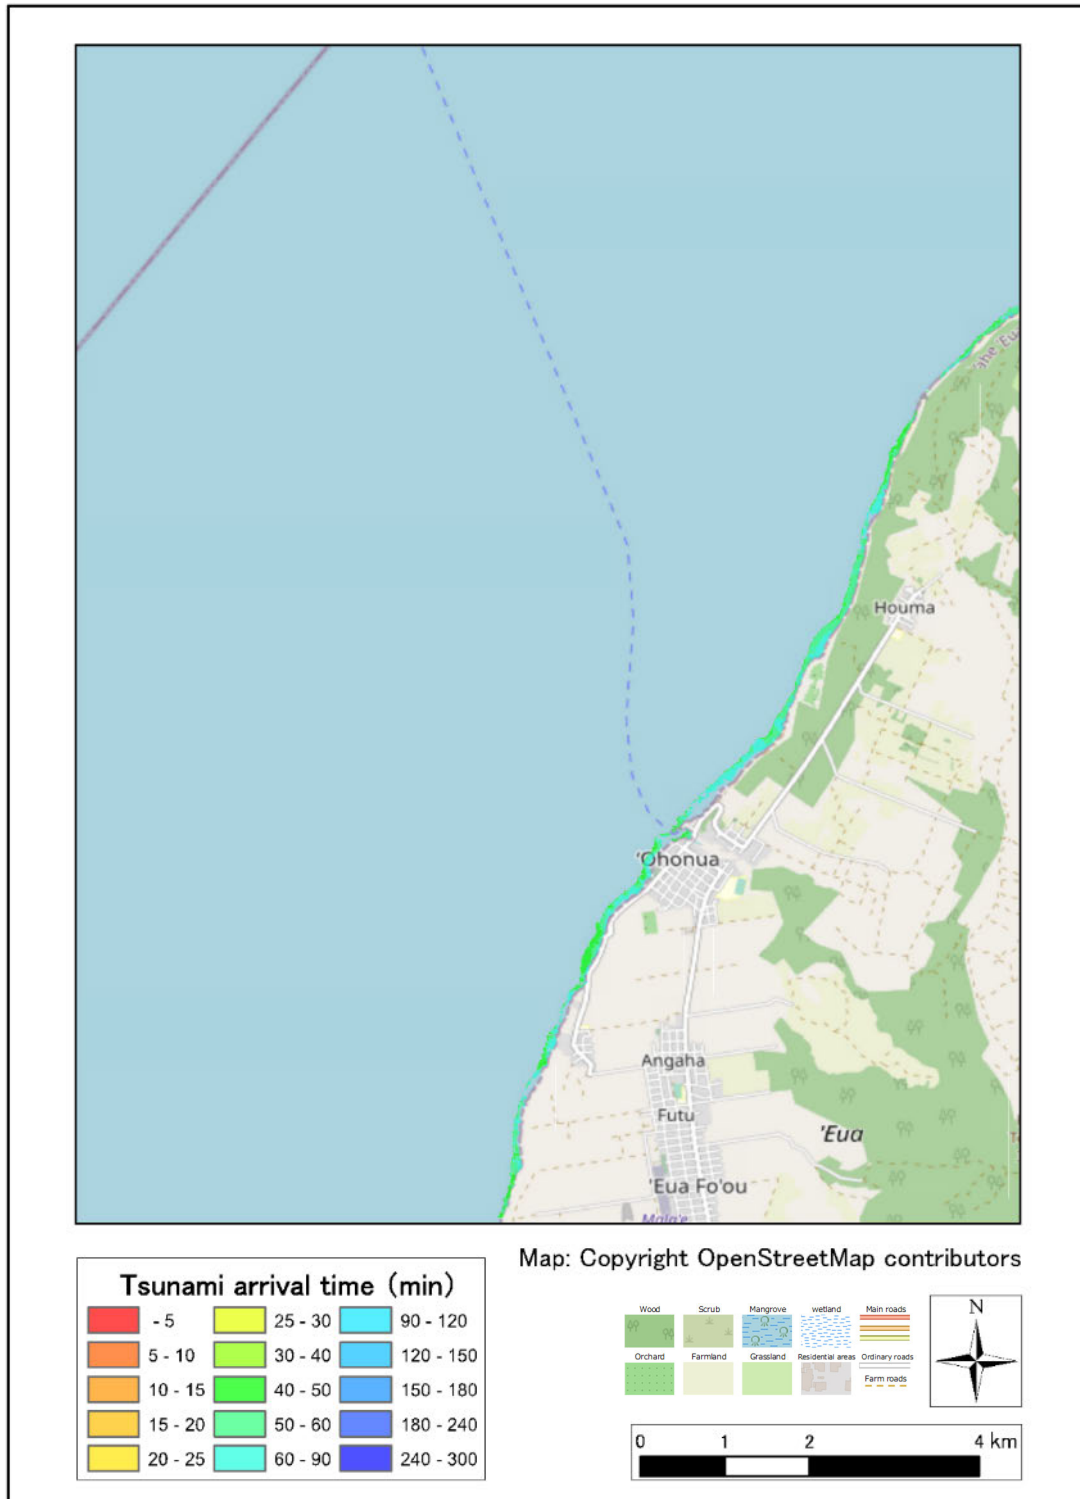 Houma
'Ohonua
Angaha
Futu
'Eua
'Eua Fo'ou
Map: Copyright OpenStreetMap contributors
Tsunami arrival time (min)
- 5
25 - 30
90 - 120
5 - 10
30 - 40
120 - 150
10 - 15
40 - 50
150 - 180
15 - 20
50 - 60
180 - 240
20 - 25
60 - 90
240 - 300
Wood
Scrub
Mangrove
wetland
Main roads
Orchard
Farmland
Grassland
Residential areas
Ordinary roads
Farm roads
N
0 1 2 4 km